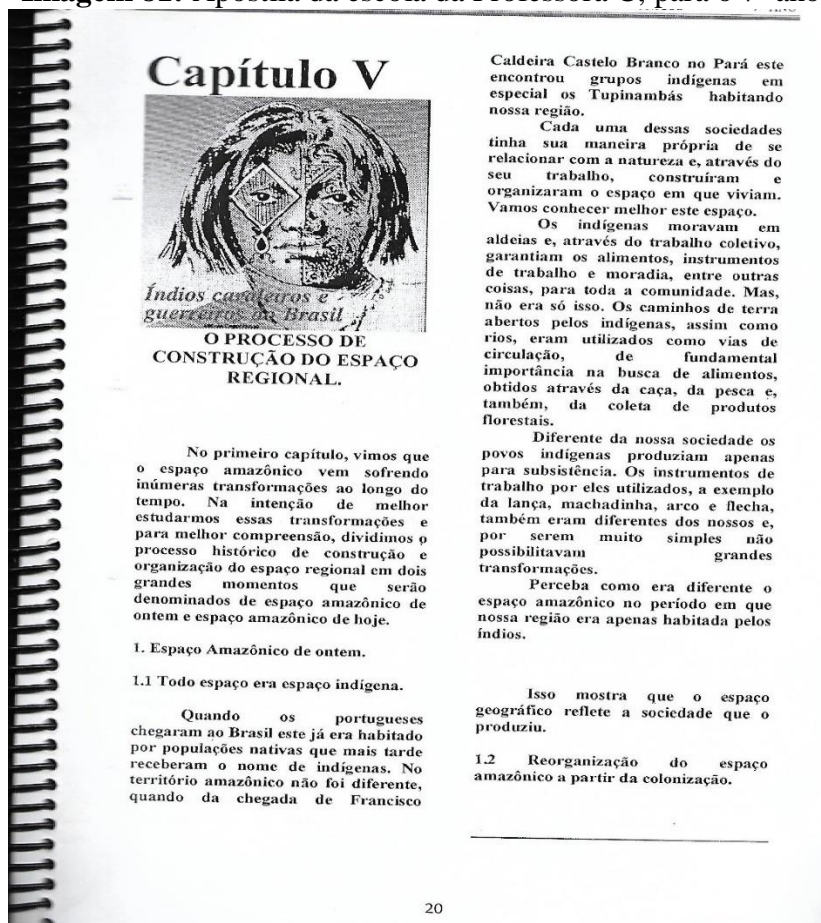 Capítulo V
Índios cavaleiros e
guerreiros do Brasil
O PROCESSO DE
CONSTRUÇÃO DO ESPAÇO
REGIONAL.
No primeiro capítulo, vimos que
o espaço amazônico vem sofrendo
inúmeras transformações ao longo do
tempo. Na intenção de melhor
estudarmos essas transformações e
para melhor compreensão, dividimos o
processo histórico de construção e
organização do espaço regional em dois
grandes momentos que serão
denominados de espaço amazônico de
ontem e espaço amazônico de hoje.
1. Espaço Amazônico de ontem.
1.1 Todo espaço era espaço indígena.
Quando os portugueses
chegaram ao Brasil este já era habitado
por populações nativas que mais tarde
receberam o nome de indígenas. No
território amazônico não foi diferente,
quando da chegada de Francisco
Caldeira Castelo Branco no Pará este
encontrou grupos indígenas em
especial os Tupinambás habitando
nossa região.
Cada uma dessas sociedades
tinha sua maneira própria de se
relacionar com a natureza e, através do
seu trabalho, construíram e
organizaram o espaço em que viviam.
Vamos conhecer melhor este espaço.
Os indígenas moravam em
aldeias e, através do trabalho coletivo,
garantiam os alimentos, instrumentos
de trabalho e moradia, entre outras
coisas, para toda a comunidade. Mas,
não era só isso. Os caminhos de terra
abertos pelos indígenas, assim como
rios, eram utilizados como vias de
circulação, de fundamental
importância na busca de alimentos,
obtidos através da caça, da pesca e,
também, da coleta de produtos
florestais.
Diferente da nossa sociedade os
povos indígenas produziam apenas
para subsistência. Os instrumentos de
trabalho por eles utilizados, a exemplo
da lança, machadinha, arco e flecha,
também eram diferentes dos nossos e,
por serem muito simples não
possibilitavam grandes
transformações.
Perceba como era diferente o
espaço amazônico no período em que
nossa região era apenas habitada pelos
índios.
Isso mostra que o espaço
geográfico reflete a sociedade que o
produziu.
1.2 Reorganização do espaço
amazônico a partir da colonização.
20